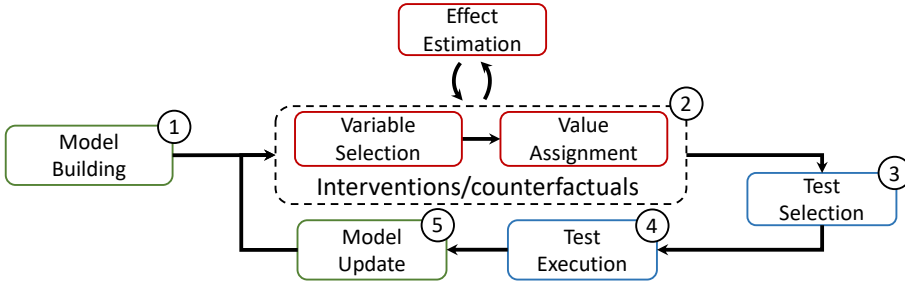 Effect
Estimation
2
1
Model
Building
Variable
Selection
Value
Assignment
Interventions/counterfactuals
3
Test
Selection
5
Model
Update
4
Test
Execution